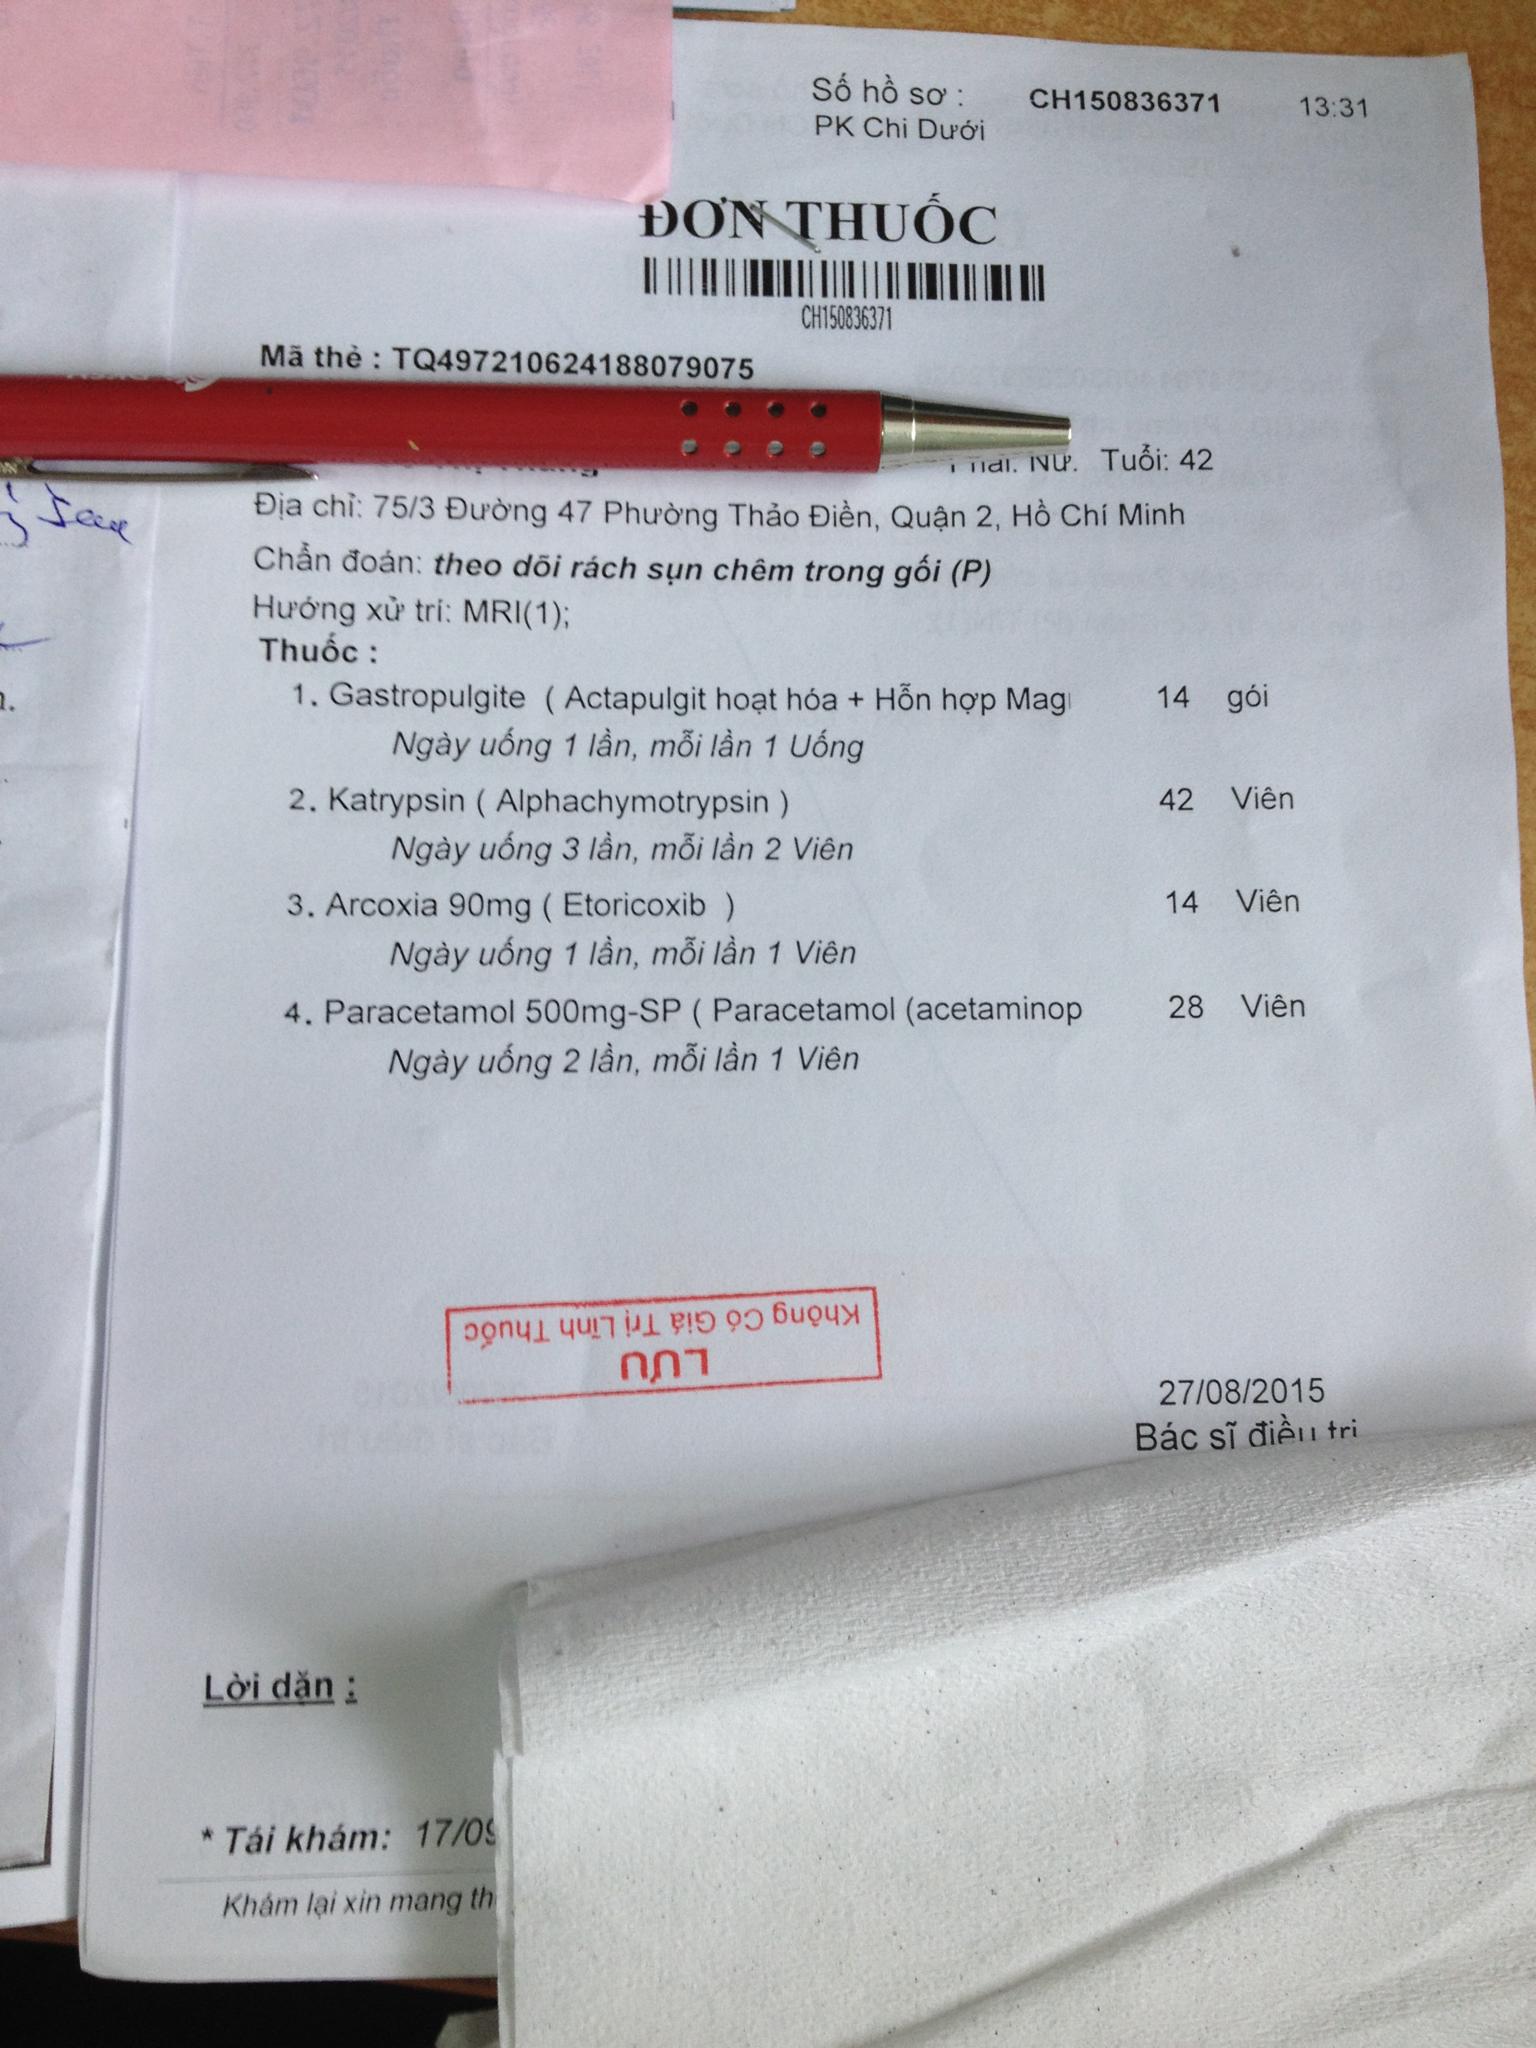 Số hồ sơ : CH150836371 13:31
PK Chi Dưới
ĐƠN THUỐC
CH150836371
Mã thẻ : TQ497210624188079075
Phái: Nữ. Tuổi: 42
Địa chỉ: 75/3 Đường 47 Phường Thảo Điền, Quận 2, Hồ Chí Minh
Chẩn đoán: theo dõi rách sụn chêm trong gối (P)
Hướng xử trí: MRI(1);
Thuốc :
1. Gastropulgite ( Actapulgit hoạt hóa + Hỗn hợp Mag 14 gói
Ngày uống 1 lần, mỗi lần 1 Uống
2. Katrypsin ( Alphachymotrypsin ) 42 Viên
Ngày uống 3 lần, mỗi lần 2 Viên
3. Arcoxia 90mg ( Etoricoxib ) 14 Viên
Ngày uống 1 lần, mỗi lần 1 Viên
4. Paracetamol 500mg-SP ( Paracetamol (acetaminop 28 Viên
Ngày uống 2 lần, mỗi lần 1 Viên
LƯU
Không Có Giá Trị Lĩnh Thuốc
27/08/2015
Bác sĩ điều trị
Lời dặn :
* Tái khám: 17/09
Khám lại xin mang th